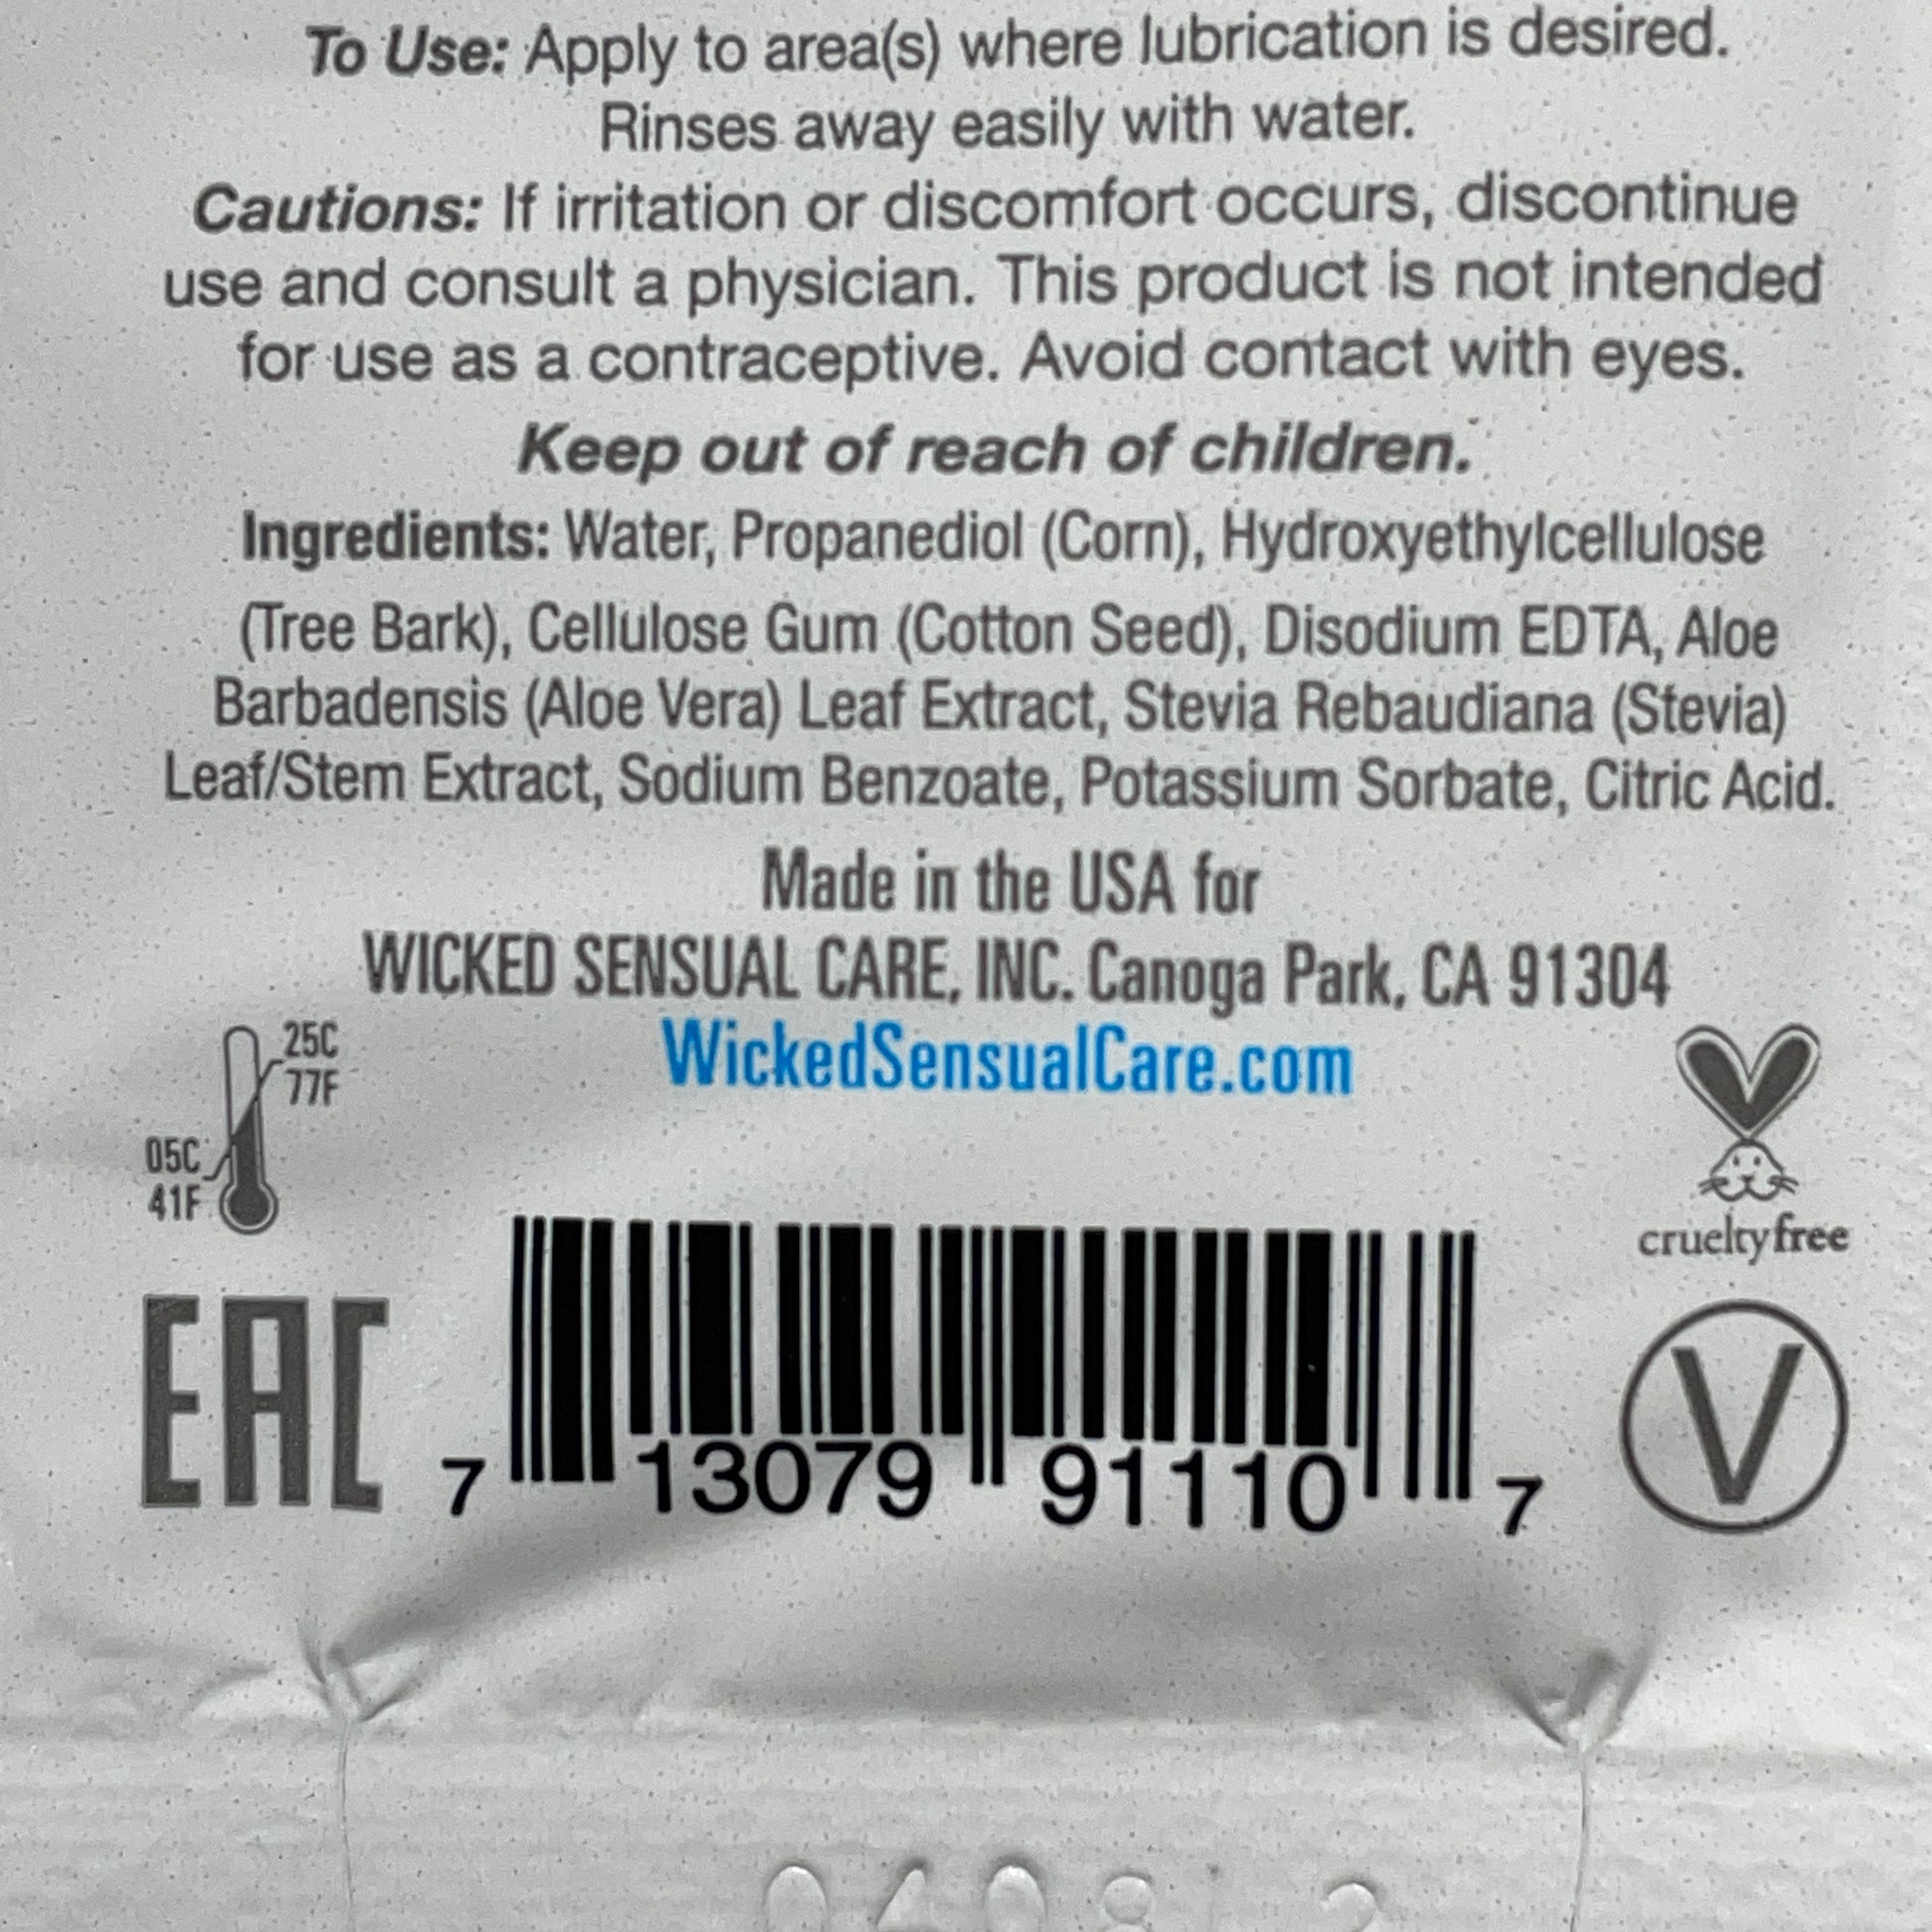 To Use: Apply to area(s) where lubrication is desired.
Rinses away easily with water.
Cautions: If irritation or discomfort occurs, discontinue
use and consult a physician. This product is not intended
for use as a contraceptive. Avoid contact with eyes.
Keep out of reach of children.
Ingredients: Water, Propanediol (Corn), Hydroxyethylcellulose
(Tree Bark), Cellulose Gum (Cotton Seed), Disodium EDTA, Aloe
Barbadensis (Aloe Vera) Leaf Extract, Stevia Rebaudiana (Stevia)
Leaf/Stem Extract, Sodium Benzoate, Potassium Sorbate, Citric Acid.
Made in the USA for
WICKED SENSUAL CARE, INC. Canoga Park, CA 91304
WickedSensualCare.com
25C
77F
05C
41F
crueltyfree
EAC
7 13079 91110 7
V